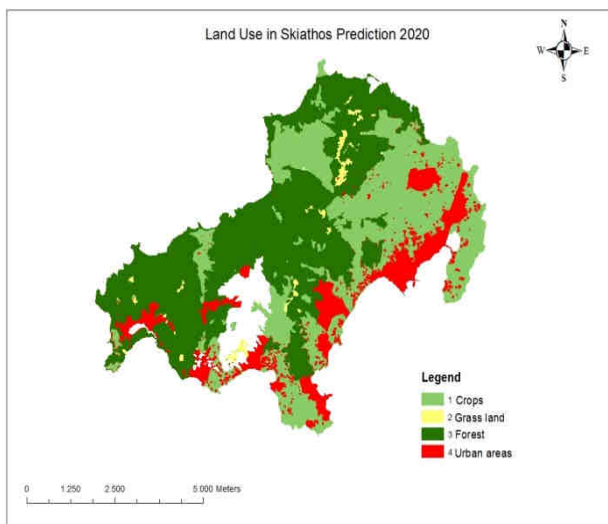 Land Use in Skiathos Prediction 2020
N
W E
S
Legend
1 Crops
2 Grass land
3 Forest
4 Urban areas
0 1 250 2 500 5 000 Meters